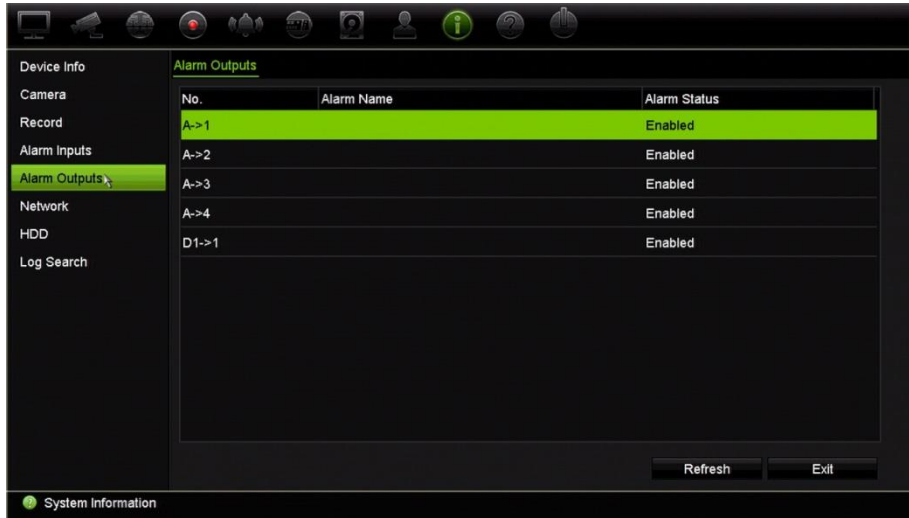 Device Info
Alarm Outputs
Camera
No. Alarm Name Alarm Status
Record
A->1 Enabled
Alarm Inputs
A->2 Enabled
Alarm Outputs
A->3 Enabled
Network
A->4 Enabled
HDD
D1->1 Enabled
Log Search
Refresh Exit
System Information